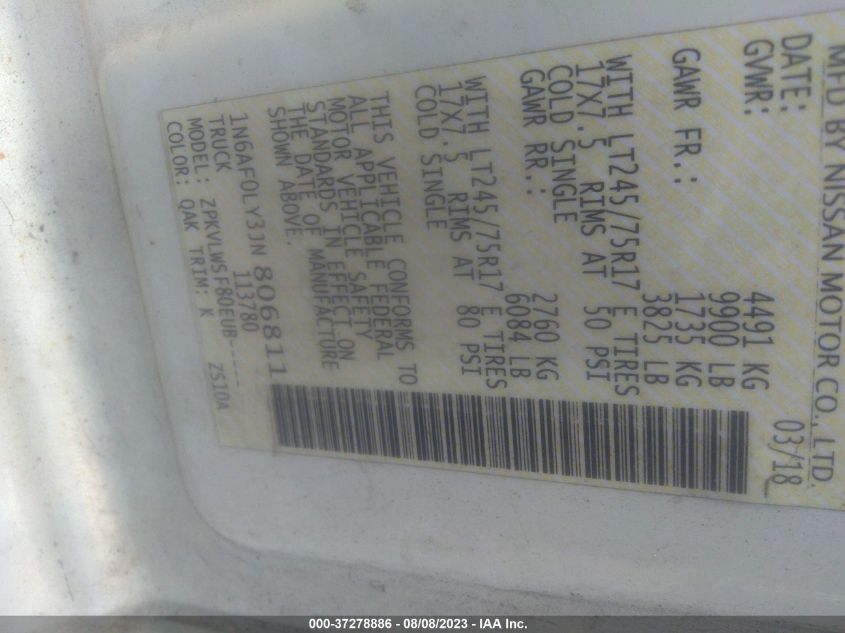 MFD BY NISSAN MOTOR CO., LTD.
DATE: 03/18
GVWR: 4491 KG
9900 LB
GAWR FR.: 1735 KG
3825 LB
WITH LT245/75R17 E TIRES
17X7.5 RIMS AT 50 PSI
COLD SINGLE
GAWR RR.: 2760 KG
6084 LB
WITH LT245/75R17 E TIRES
17X7.5 RIMS AT 80 PSI
COLD SINGLE
THIS VEHICLE CONFORMS TO
ALL APPLICABLE FEDERAL
MOTOR VEHICLE SAFETY
STANDARDS IN EFFECT ON
THE DATE OF MANUFACTURE
SHOWN ABOVE.
1N6AF0LY3JN 806811
TRUCK 113780
MODEL: ZPKVLWSF80EUB-----
COLOR: QAK TRIM: K ZS10A
000-37278886 - 08/08/2023 - IAA Inc.